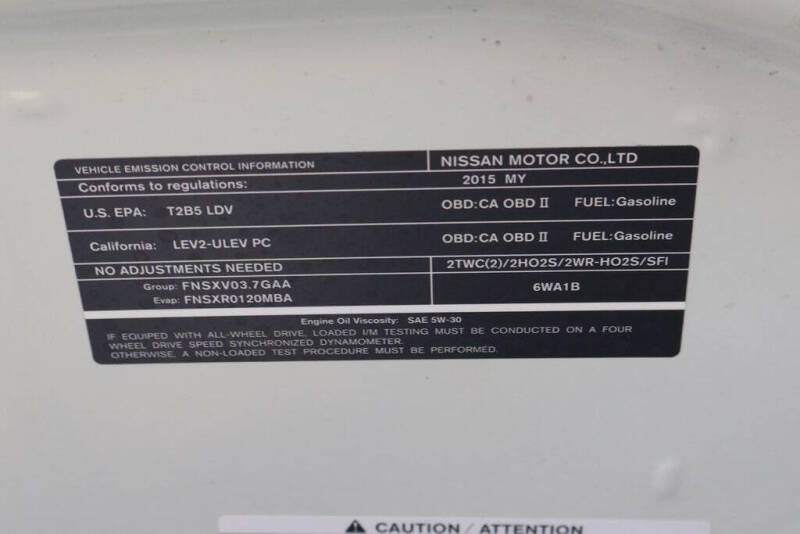 VEHICLE EMISSION CONTROL INFORMATION
NISSAN MOTOR CO.,LTD
Conforms to regulations:
2015 MY
U.S. EPA: T2B5 LDV
OBD:CA OBD II FUEL:Gasoline
California: LEV2-ULEV PC
OBD:CA OBD II FUEL:Gasoline
NO ADJUSTMENTS NEEDED
2TWC(2)/2HO2S/2WR-HO2S/SFI
Group: FNSXV03.7GAA
Evap: FNSXR0120MBA
6WA1B
Engine Oil Viscosity: SAE 5W-30
IF EQUIPED WITH ALL-WHEEL DRIVE, LOADED I/M TESTING MUST BE CONDUCTED ON A FOUR
WHEEL DRIVE SPEED SYNCHRONIZED DYNAMOMETER.
OTHERWISE, A NON-LOADED TEST PROCEDURE MUST BE PERFORMED.
CAUTION / ATTENTION